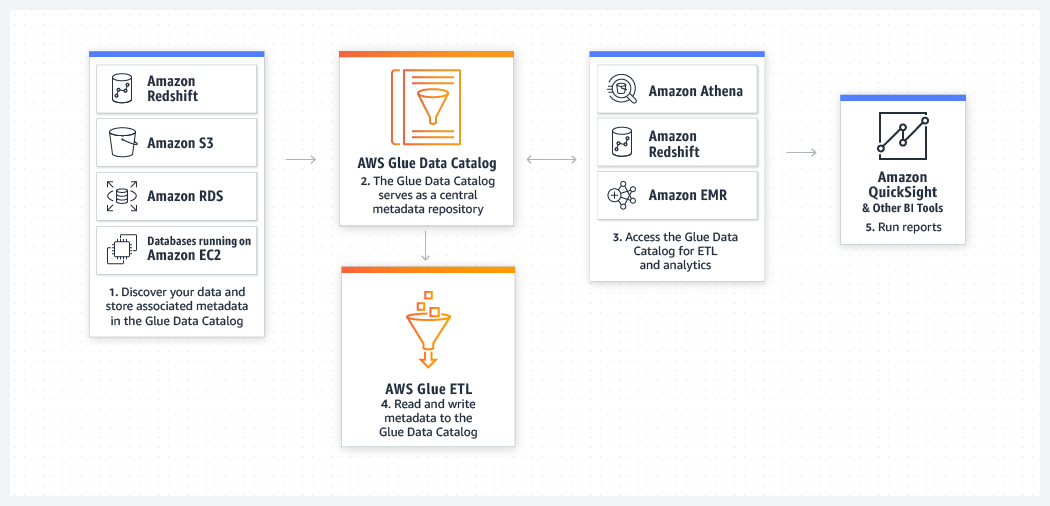 Amazon
Redshift
Amazon S3
Amazon RDS
Databases running on
Amazon EC2
1. Discover your data and
store associated metadata
in the Glue Data Catalog
AWS Glue Data Catalog
2. The Glue Data Catalog
serves as a central
metadata repository
AWS Glue ETL
4. Read and write
metadata to the
Glue Data Catalog
Amazon Athena
Amazon
Redshift
Amazon EMR
3. Access the Glue Data
Catalog for ETL
and analytics
Amazon
QuickSight
& Other BI Tools
5. Run reports